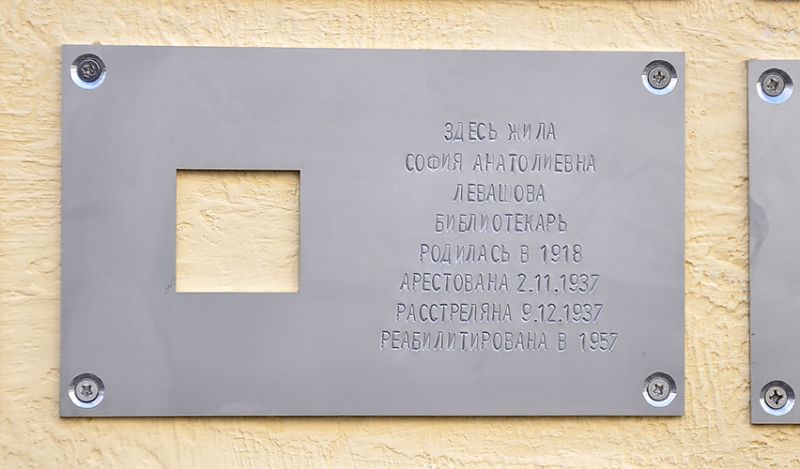 ЗДЕСЬ ЖИЛА
СОФИЯ АНАТОЛИЕВНА
ЛЕВАШОВА
БИБЛИОТЕКАРЬ
РОДИЛАСЬ В 1918
АРЕСТОВАНА 2.11.1937
РАССТРЕЛЯНА 9.12.1937
РЕАБИЛИТИРОВАНА В 1957